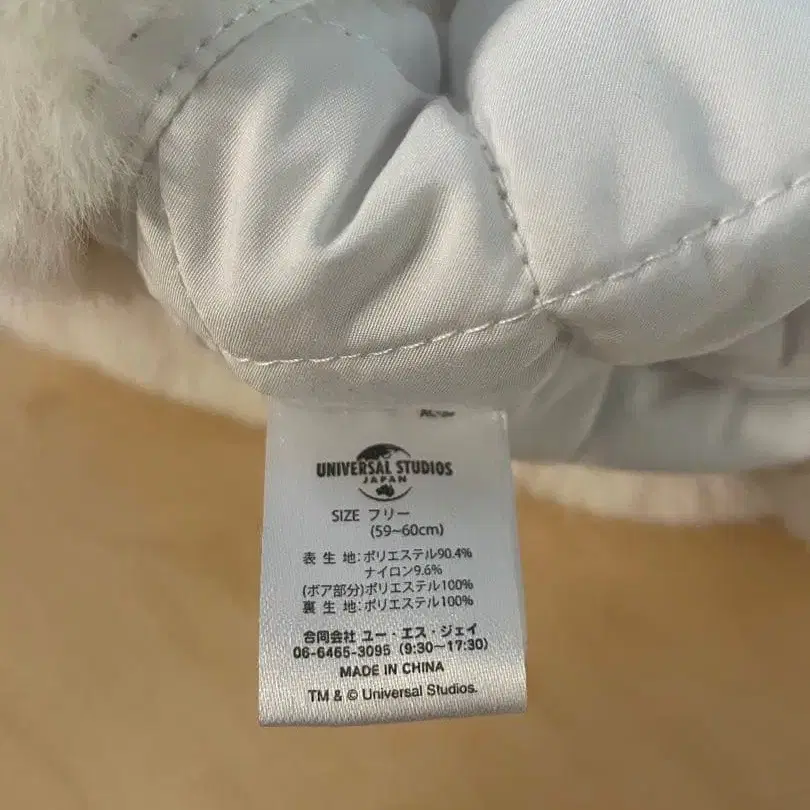 UNIVERSAL STUDIOS
JAPAN
SIZE フリー
(59~60cm)
表 生 地:ポリエステル90.4%
ナイロン9.6%
(ボア部分)ポリエステル100%
裏 生 地:ポリエステル100%
合同会社 ユー・エス・ジェイ
06-6465-3095 (9:30〜17:30)
MADE IN CHINA
TM & © Universal Studios.